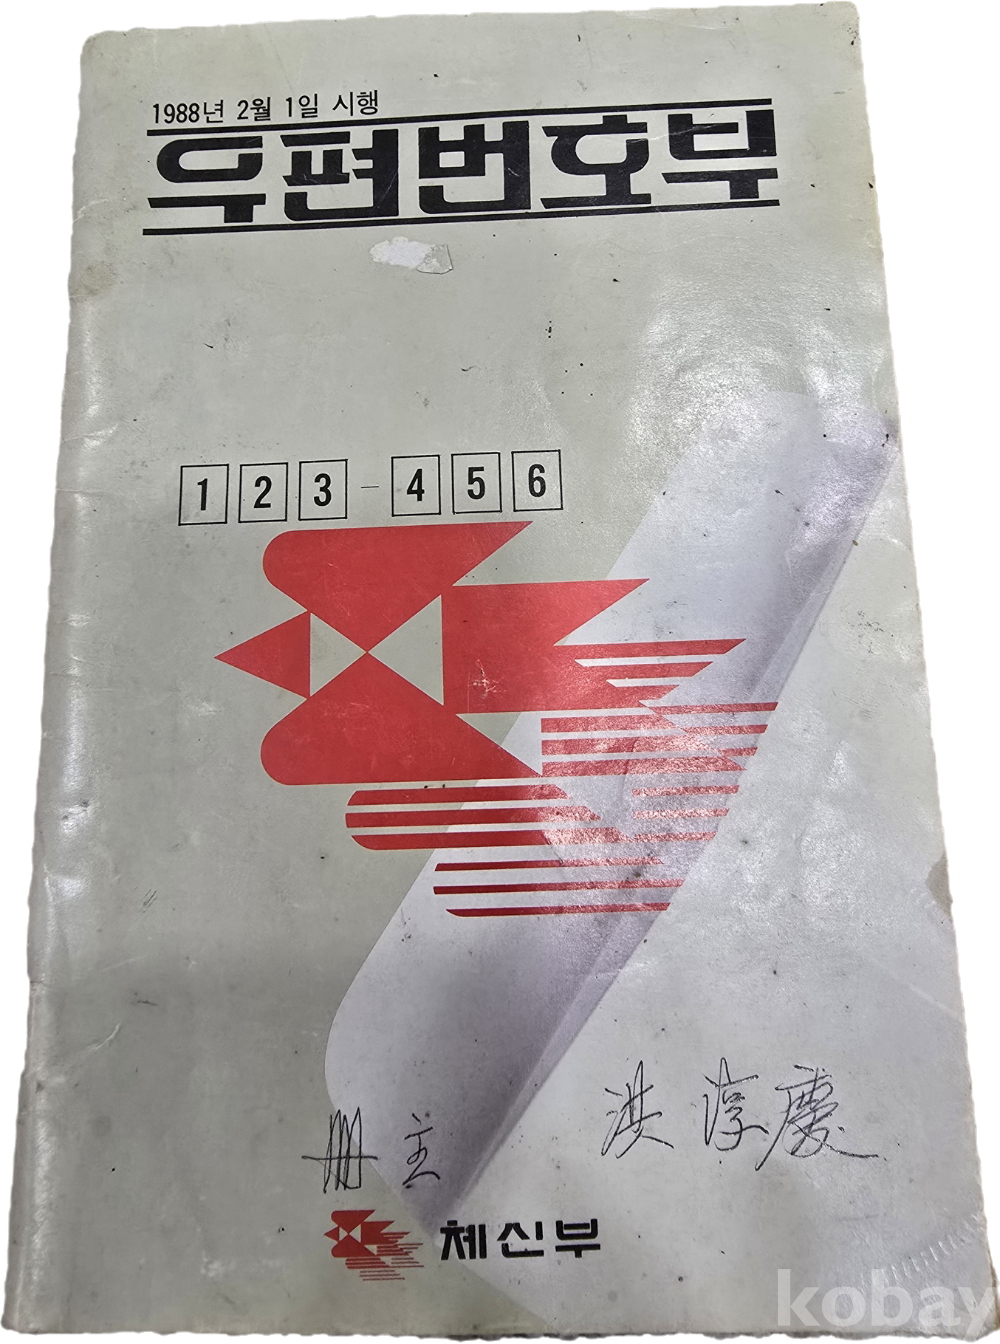 1988년 2월 1일 시행
우편번호부
123-456
冊主 洪淳慶
체신부
kobay